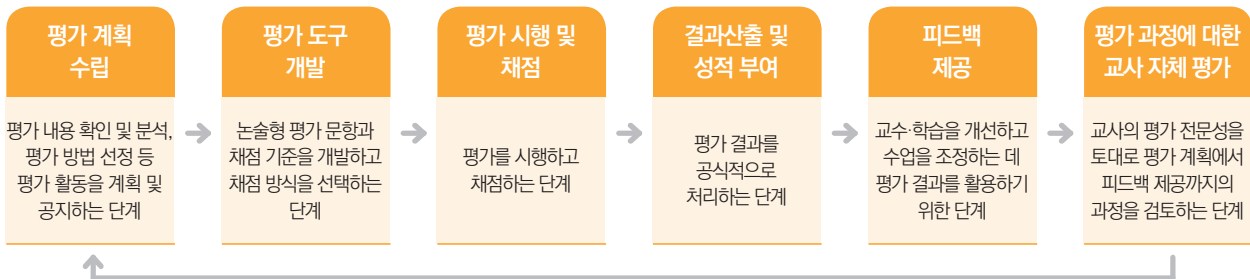 평가 계획
수립
평가 내용 확인 및 분석,
평가 방법 선정 등
평가 활동을 계획 및
공지하는 단계
평가 도구
개발
논술형 평가 문항과
채점 기준을 개발하고
채점 방식을 선택하는
단계
평가 시행 및
채점
평가를 시행하고
채점하는 단계
결과산출 및
성적 부여
평가 결과를
공식적으로
처리하는 단계
피드백
제공
교수·학습을 개선하고
수업을 조정하는 데
평가 결과를 활용하기
위한 단계
평가 과정에 대한
교사 자체 평가
교사의 평가 전문성을
토대로 평가 계획에서
피드백 제공까지의
과정을 검토하는 단계